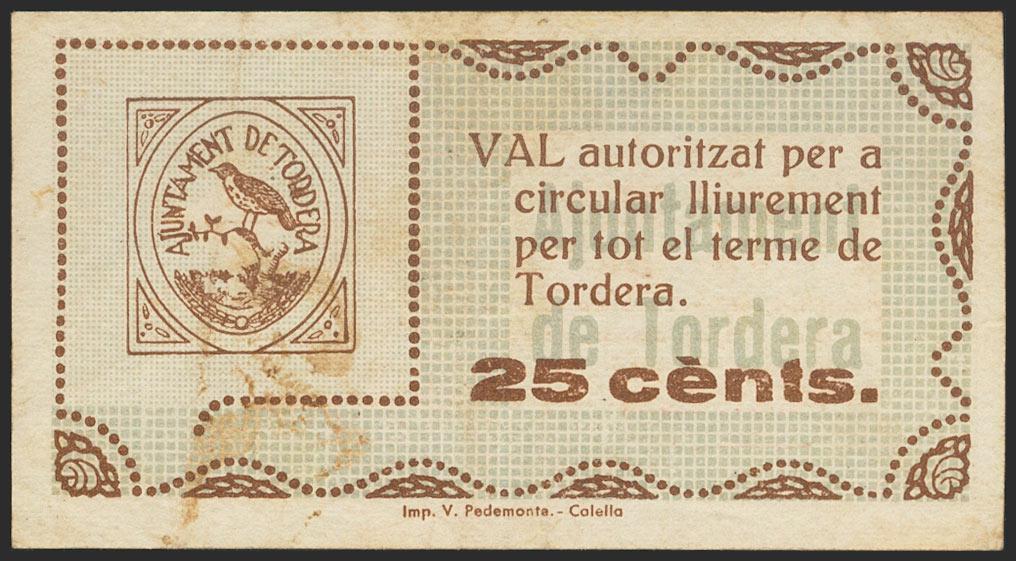 AJUNTAMENT DE TORDERA
VAL autoritzat per a
circular lliurement
per tot el terme de
Tordera.
Ajuntament
de Tordera
25 cènts.
Imp. V. Pedemonte.- Calella